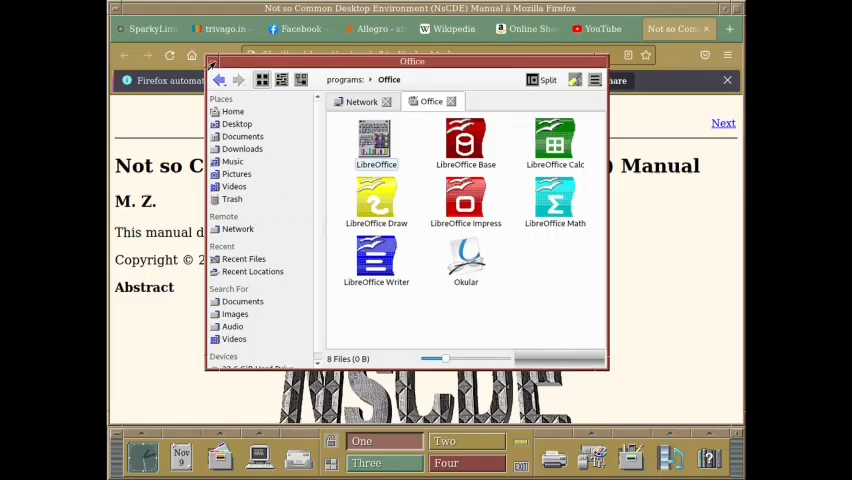 Not so Common Desktop Environment (NsCDE) Manual â Mozilla Firefox
SparkyLin
trivago.in
Facebook -
Allegro - at
Wikipedia
Online Sho
YouTube
Not so Com
Office
Firefox automat
hare
programs: Office
Split
Network
Office
Places
Home
Desktop
Documents
Downloads
Music
Pictures
Videos
Trash
Remote
Network
Recent
Recent Files
Recent Locations
Search For
Documents
Images
Audio
Videos
Devices
LibreOffice
LibreOffice Base
LibreOffice Calc
LibreOffice Draw
LibreOffice Impress
LibreOffice Math
LibreOffice Writer
Okular
8 Files (0 B)
Next
Not so C
) Manual
M. Z.
This manual d
Copyright © 2
Abstract
NSCDE
Nov
9
One
Two
Three
Four